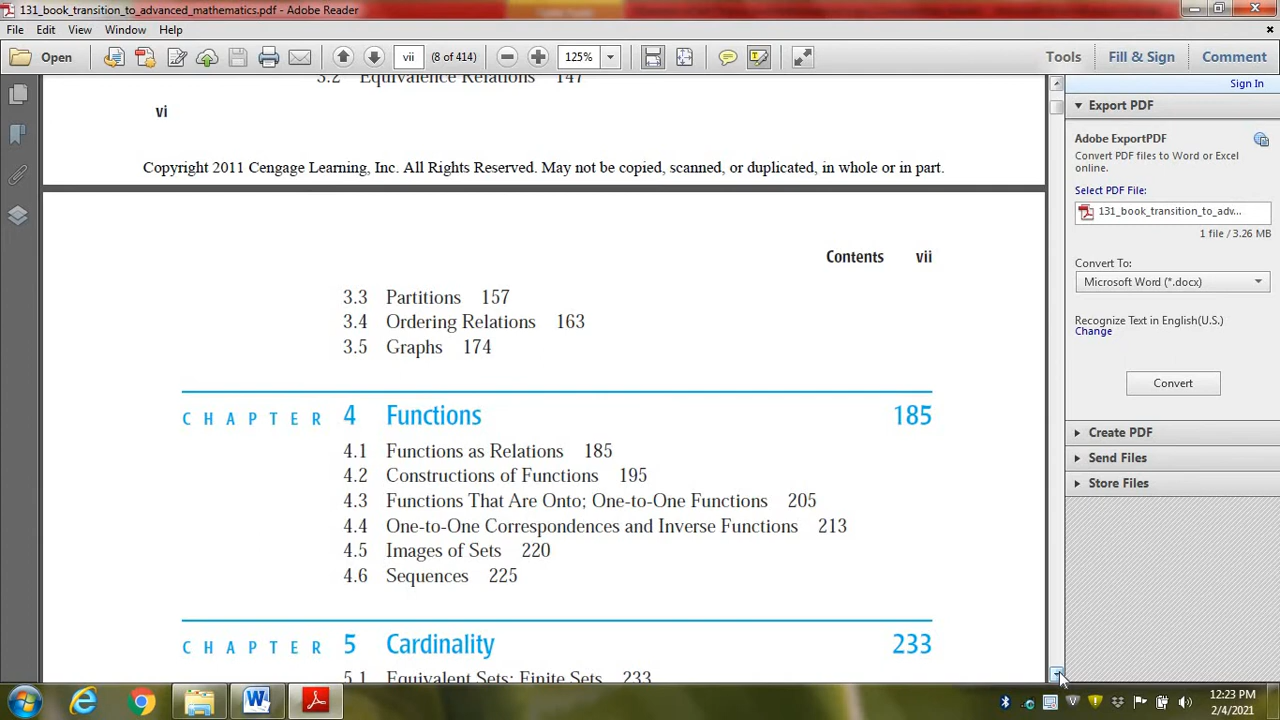 131_book_transition_to_advanced_mathematics.pdf - Adobe Reader
File Edit View Window Help
Open vii (8 of 414) 125% Tools Fill & Sign Comment
Sign In
3.2 Equivalence Relations 147
vi
Copyright 2011 Cengage Learning, Inc. All Rights Reserved. May not be copied, scanned, or duplicated, in whole or in part.
Contents vii
3.3 Partitions 157
3.4 Ordering Relations 163
3.5 Graphs 174
CHAPTER 4 Functions 185
4.1 Functions as Relations 185
4.2 Constructions of Functions 195
4.3 Functions That Are Onto; One-to-One Functions 205
4.4 One-to-One Correspondences and Inverse Functions 213
4.5 Images of Sets 220
4.6 Sequences 225
CHAPTER 5 Cardinality 233
5.1 Equivalent Sets; Finite Sets 233
Export PDF
Adobe ExportPDF
Convert PDF files to Word or Excel
online.
Select PDF File:
131_book_transition_to_adv...
1 file / 3.26 MB
Convert To:
Microsoft Word (*.docx)
Recognize Text in English(U.S.)
Change
Convert
Create PDF
Send Files
Store Files
12:23 PM
2/4/2021